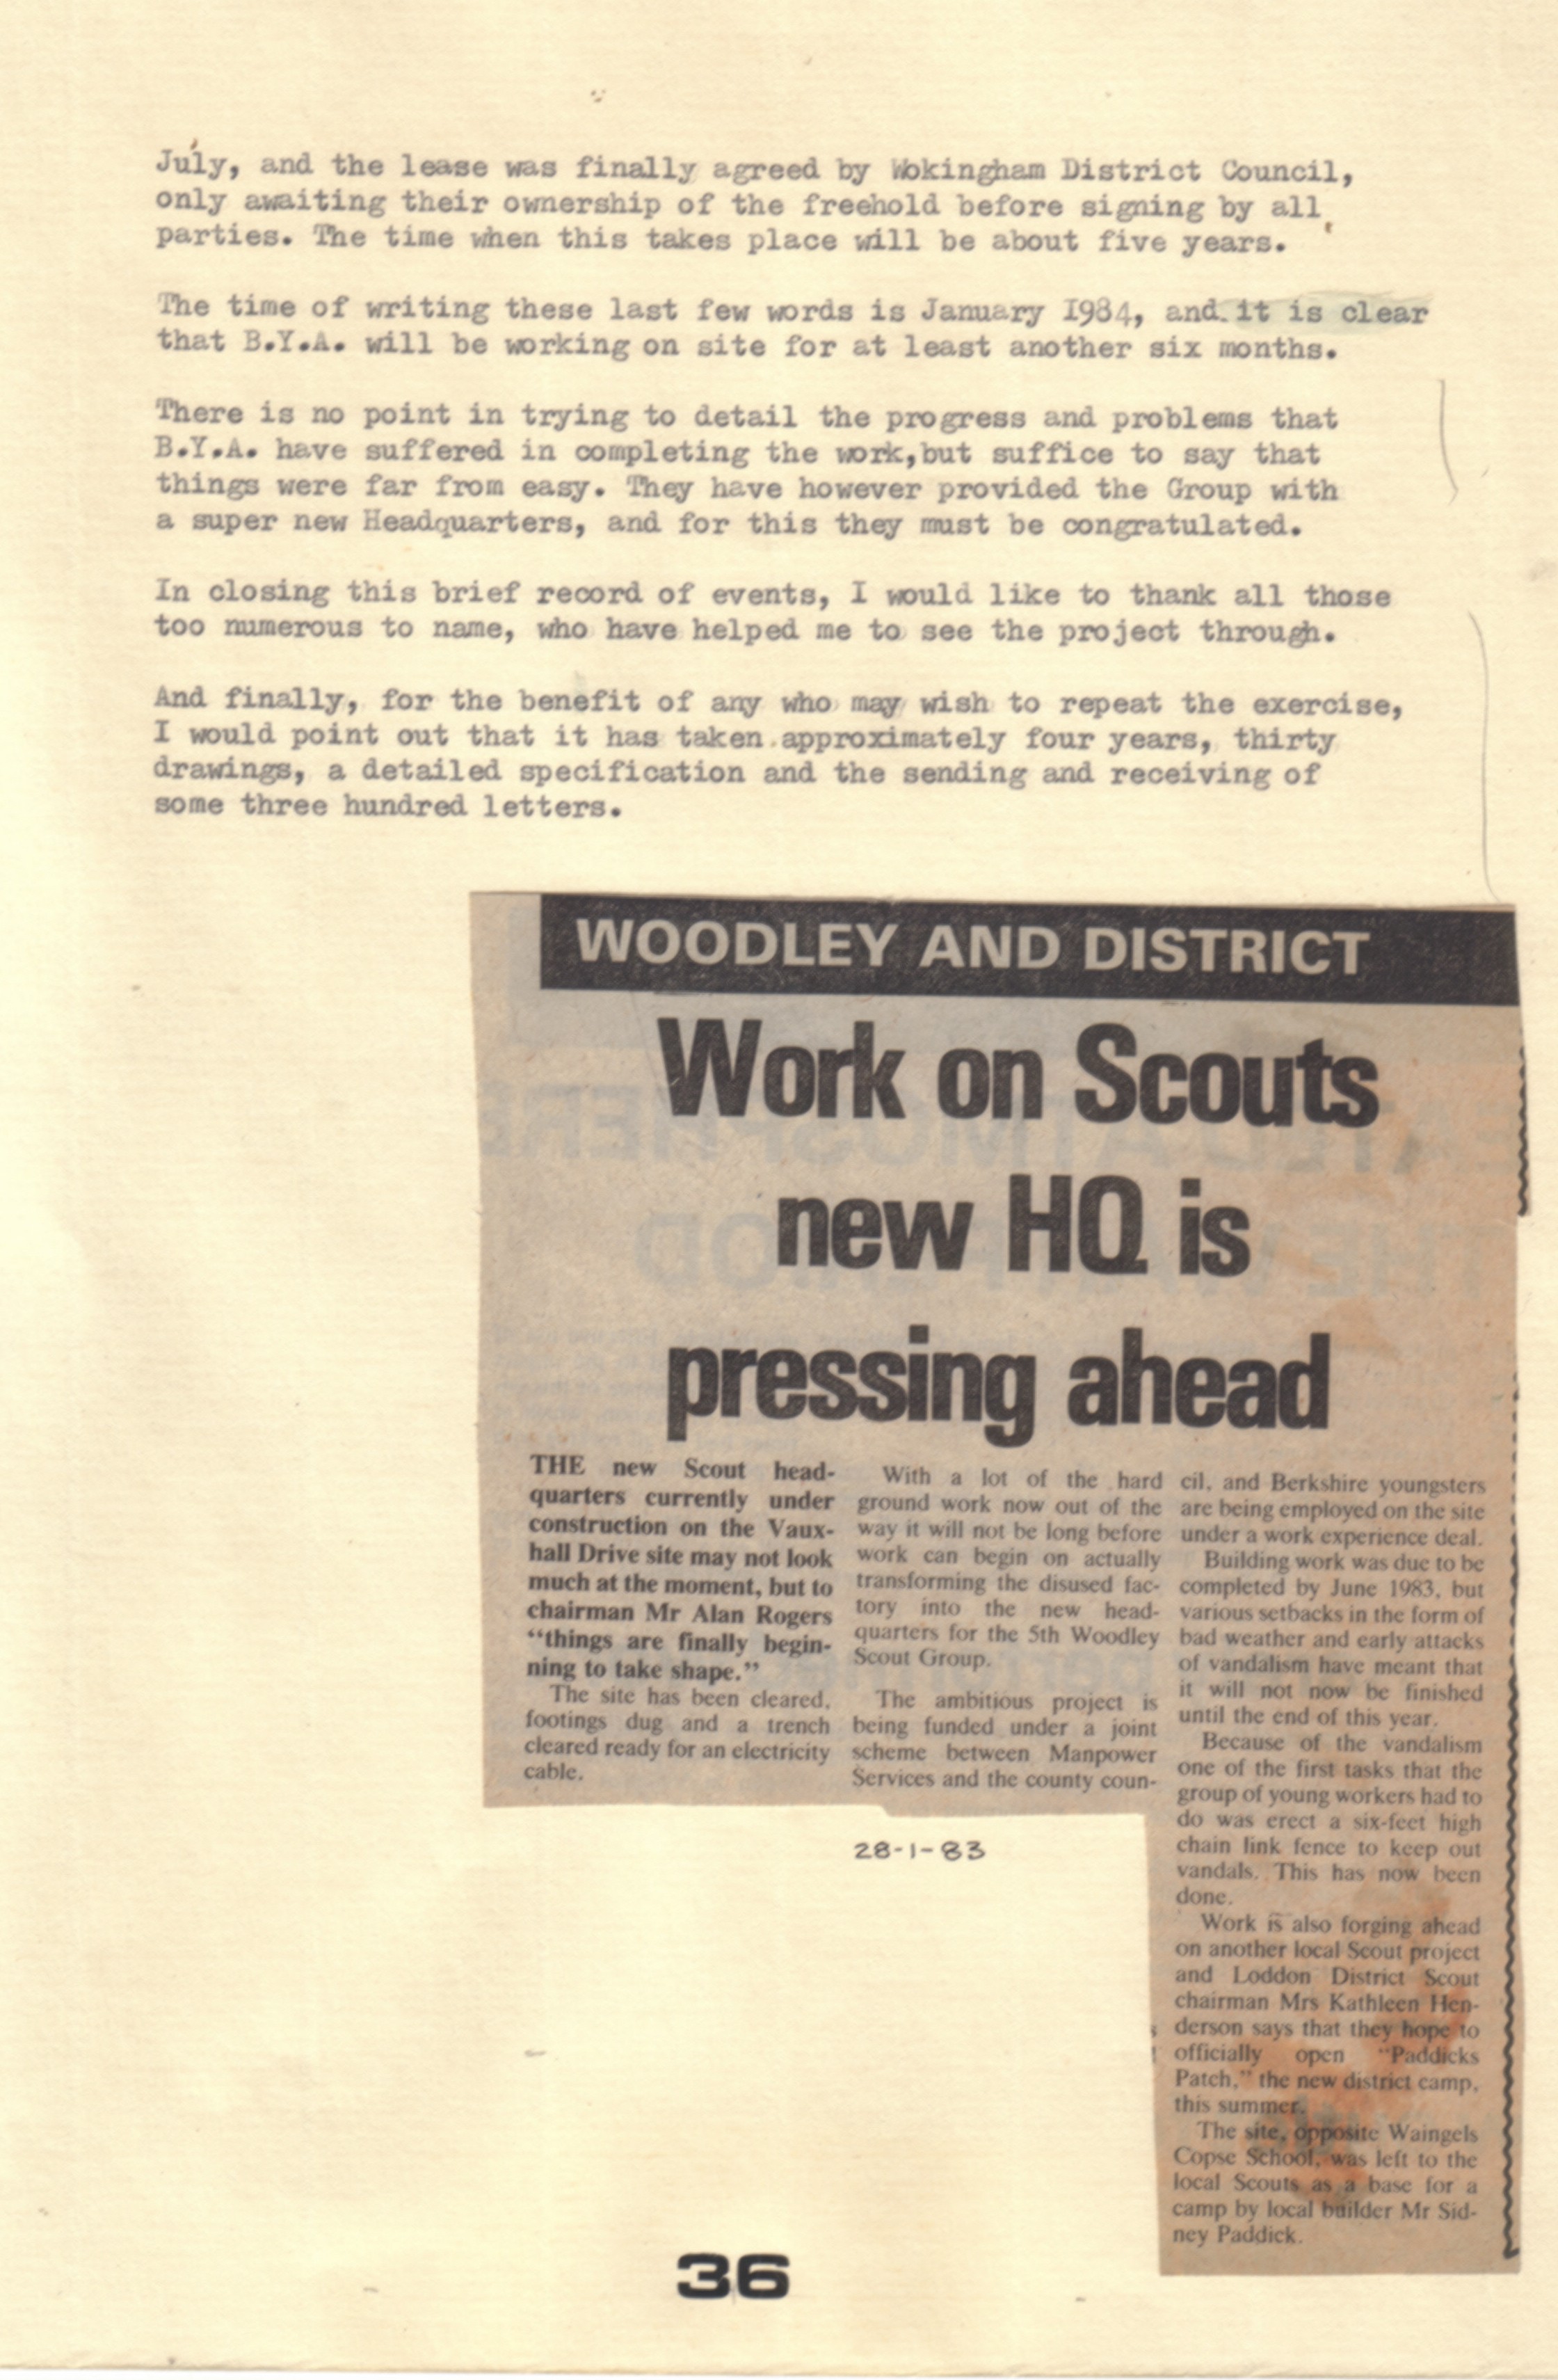 July, and the lease was finally agreed by Wokingham District Council,
only awaiting their ownership of the freehold before signing by all
parties. The time when this takes place will be about five years.
The time of writing these last few words is January 1984, and it is clear
that B.Y.A. will be working on site for at least another six months.
There is no point in trying to detail the progress and problems that
B.Y.A. have suffered in completing the work,but suffice to say that
things were far from easy. They have however provided the Group with
a super new Headquarters, and for this they must be congratulated.
In closing this brief record of events, I would like to thank all those
too numerous to name, who have helped me to see the project through.
And finally, for the benefit of any who may wish to repeat the exercise,
I would point out that it has taken approximately four years, thirty
drawings, a detailed specification and the sending and receiving of
some three hundred letters.
WOODLEY AND DISTRICT
Work on Scouts
new HQ is
pressing ahead
THE new Scout head-
quarters currently under
construction on the Vaux-
hall Drive site may not look
much at the moment, but to
chairman Mr Alan Rogers
“things are finally begin-
ning to take shape.”
The site has been cleared,
footings dug and a trench
cleared ready for an electricity
cable.
With a lot of the hard
ground work now out of the
way it will not be long before
work can begin on actually
transforming the disused fac-
tory into the new head-
quarters for the 5th Woodley
Scout Group.
The ambitious project is
being funded under a joint
scheme between Manpower
Services and the county coun-
cil, and Berkshire youngsters
are being employed on the site
under a work experience deal.
Building work was due to be
completed by June 1983, but
various setbacks in the form of
bad weather and early attacks
of vandalism have meant that
it will not now be finished
until the end of this year.
Because of the vandalism
one of the first tasks that the
group of young workers had to
do was erect a six-feet high
chain link fence to keep out
vandals. This has now been
done.
Work is also forging ahead
on another local Scout project
and Loddon District Scout
chairman Mrs Kathleen Hen-
derson says that they hope to
officially open “Paddicks
Patch,” the new district camp,
this summer.
The site, opposite Waingels
Copse School, was left to the
local Scouts as a base for a
camp by local builder Mr Sid-
ney Paddick.
28-1-83
36